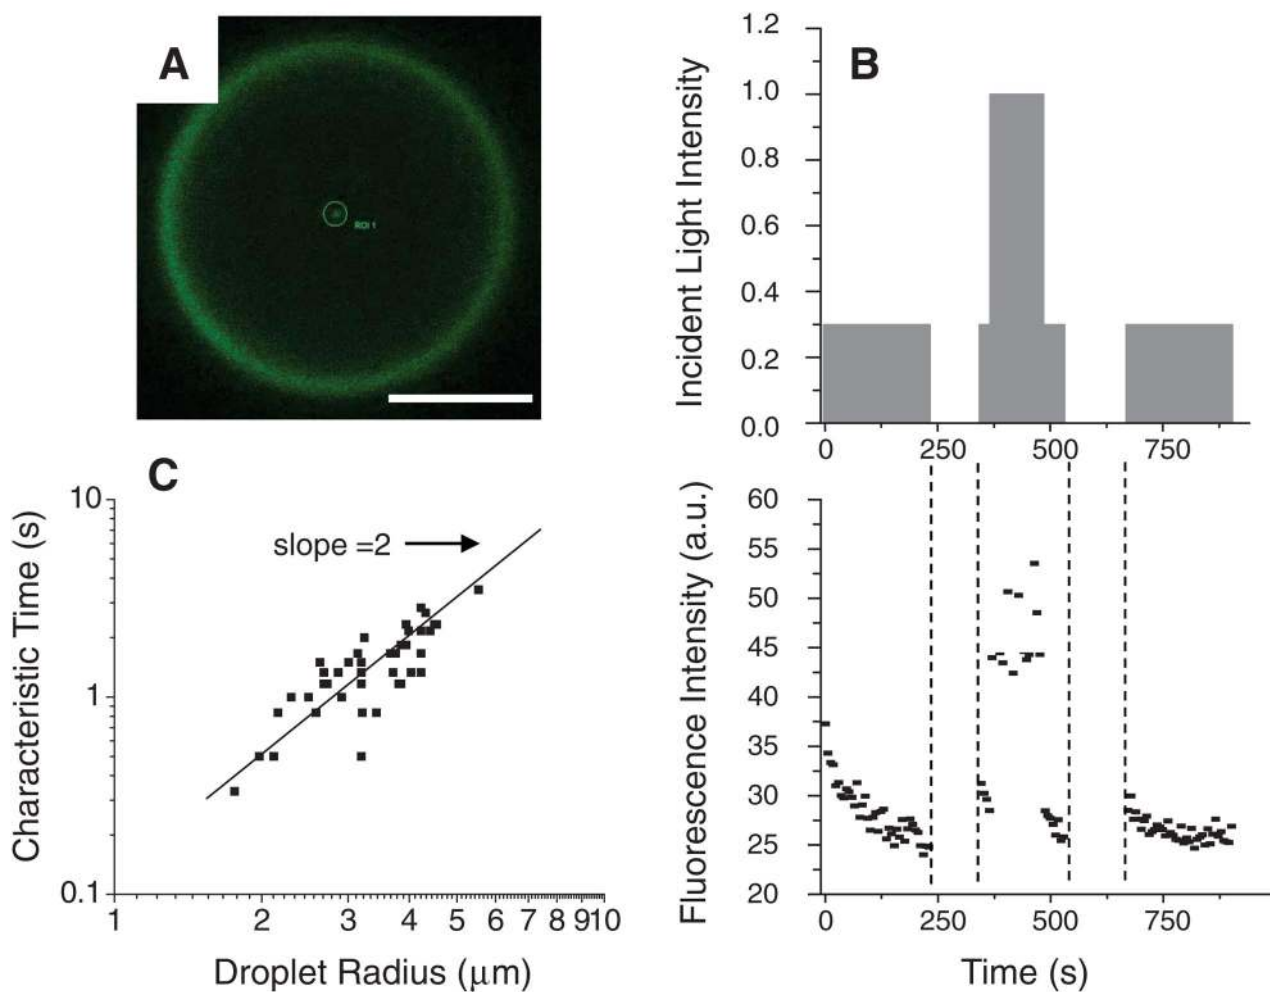 A
ROI 1
B
Incident Light Intensity
1.2
1.0
0.8
0.6
0.4
0.2
0.0
0 250 500 750
C
Characteristic Time (s)
10
1
0.1
slope =2
1 2 3 4 5 6 7 8 9 10
Droplet Radius (μm)
Fluorescence Intensity (a.u.)
60
55
50
45
40
35
30
25
20
0 250 500 750
Time (s)